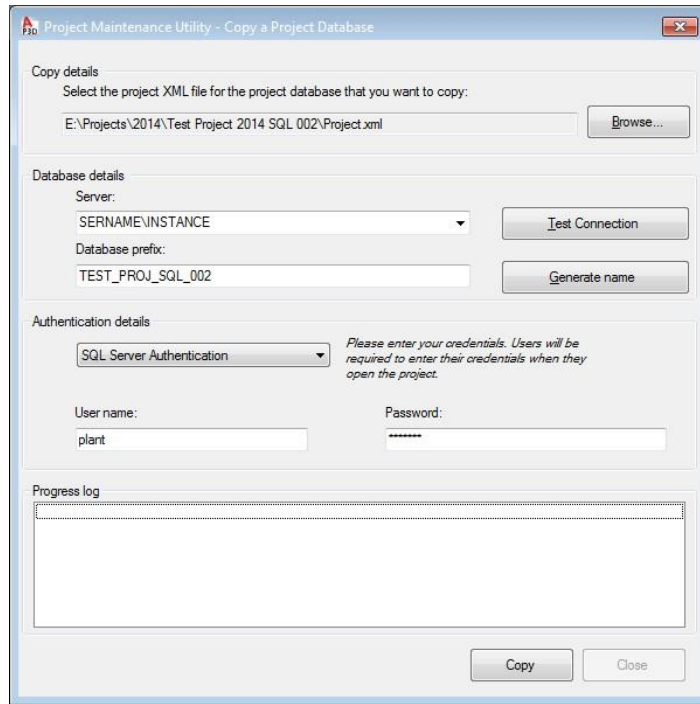 A
P3D
Project Maintenance Utility - Copy a Project Database
Copy details
Select the project XML file for the project database that you want to copy:
E:\Projects\2014\Test Project 2014 SQL 002\Project.xml
Browse...
Database details
Server:
SERNAME\INSTANCE
Test Connection
Database prefix:
TEST_PROJ_SQL_002
Generate name
Authentication details
SQL Server Authentication
Please enter your credentials. Users will be
required to enter their credentials when they
open the project.
User name:
Password:
plant
*******
Progress log
Copy
Close